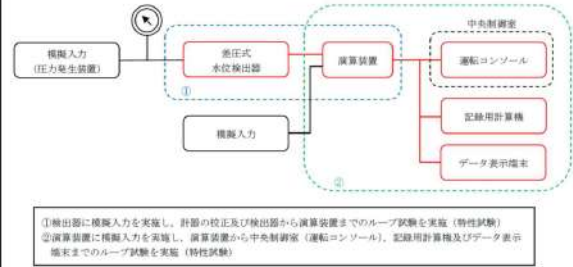 中央制御室
模擬入力
(圧力発生装置)
差圧式
水位検出器
演算装置
運転コンソール
①
模擬入力
記録用計算機
データ表示端末
②
①検出器に模擬入力を実施し、計器の校正及び検出器から演算装置までのループ試験を実施（特性試験）
②演算装置に模擬入力を実施し、演算装置から中央制御室（運転コンソール）、記録用計算機及びデータ表示
端末までのループ試験を実施（特性試験）